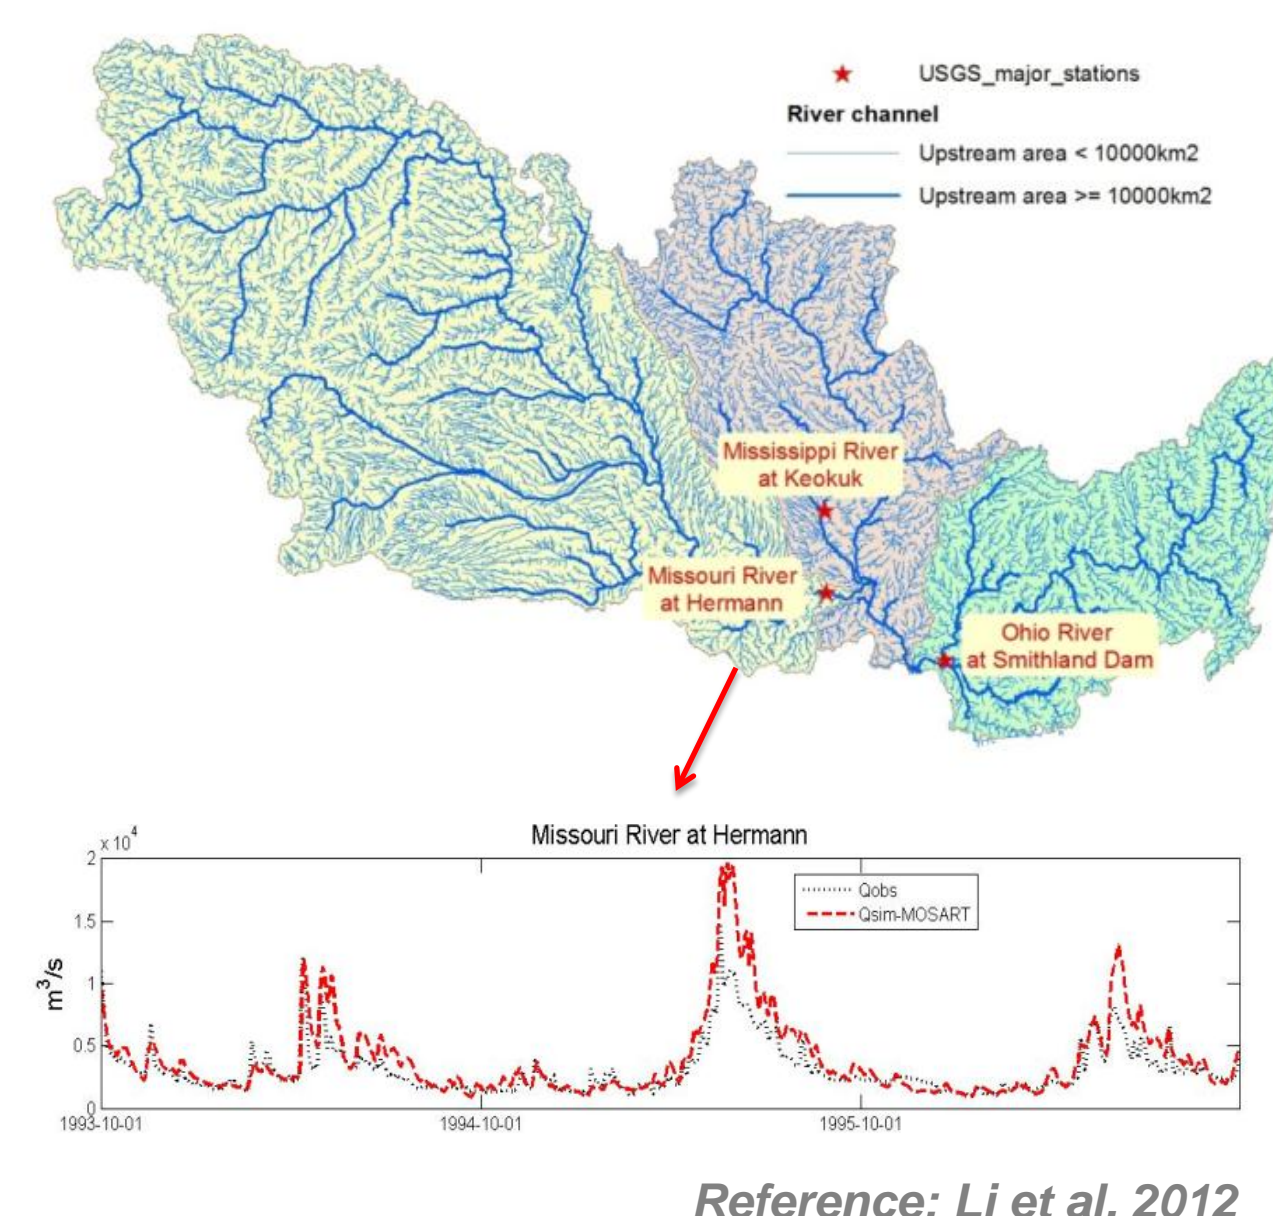 USGS_major_stations
River channel
Upstream area < 10000km2
Upstream area >= 10000km2
Mississippi River
at Keokuk
Missouri River
at Hermann
Ohio River
at Smithland Dam
Missouri River at Hermann
x 10⁴
2
1.5
1
0.5
0
m³/s
Qobs
Qsim-MOSART
1993-10-01
1994-10-01
1995-10-01
Reference: Li et al. 2012